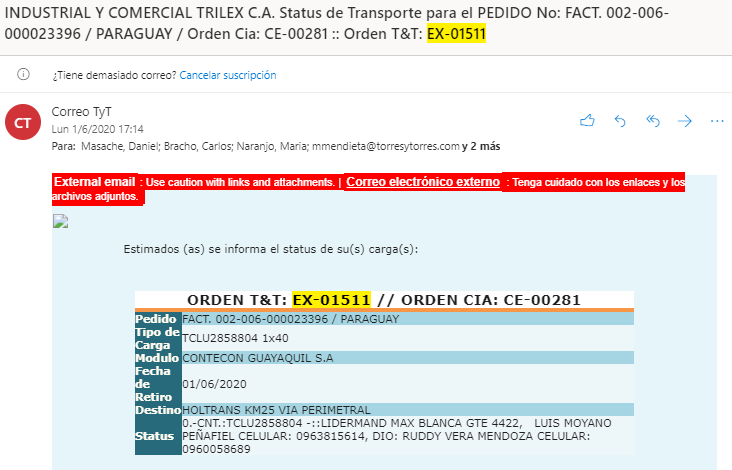 INDUSTRIAL Y COMERCIAL TRILEX C.A. Status de Transporte para el PEDIDO No: FACT. 002-006-
000023396 / PARAGUAY / Orden Cia: CE-00281 :: Orden T&T: EX-01511
¿Tiene demasiado correo? Cancelar suscripción
CT
Correo TyT
Lun 1/6/2020 17:14
Para: Masache, Daniel; Bracho, Carlos; Naranjo, Maria; mmendieta@torresytorres.com y 2 más
External email : Use caution with links and attachments. | Correo electrónico externo : Tenga cuidado con los enlaces y los
archivos adjuntos.
Estimados (as) se informa el status de su(s) carga(s):
ORDEN T&T: EX-01511 // ORDEN CIA: CE-00281
Pedido FACT. 002-006-000023396 / PARAGUAY
Tipo de
Carga TCLU2858804 1x40
Modulo CONTECON GUAYAQUIL S.A
Fecha
de 01/06/2020
Retiro
Destino HOLTRANS KM25 VIA PERIMETRAL
0.-CNT.:TCLU2858804 -::LIDERMAND MAX BLANCA GTE 4422, LUIS MOYANO
Status PEÑAFIEL CELULAR: 0963815614, DIO: RUDDY VERA MENDOZA CELULAR:
0960058689